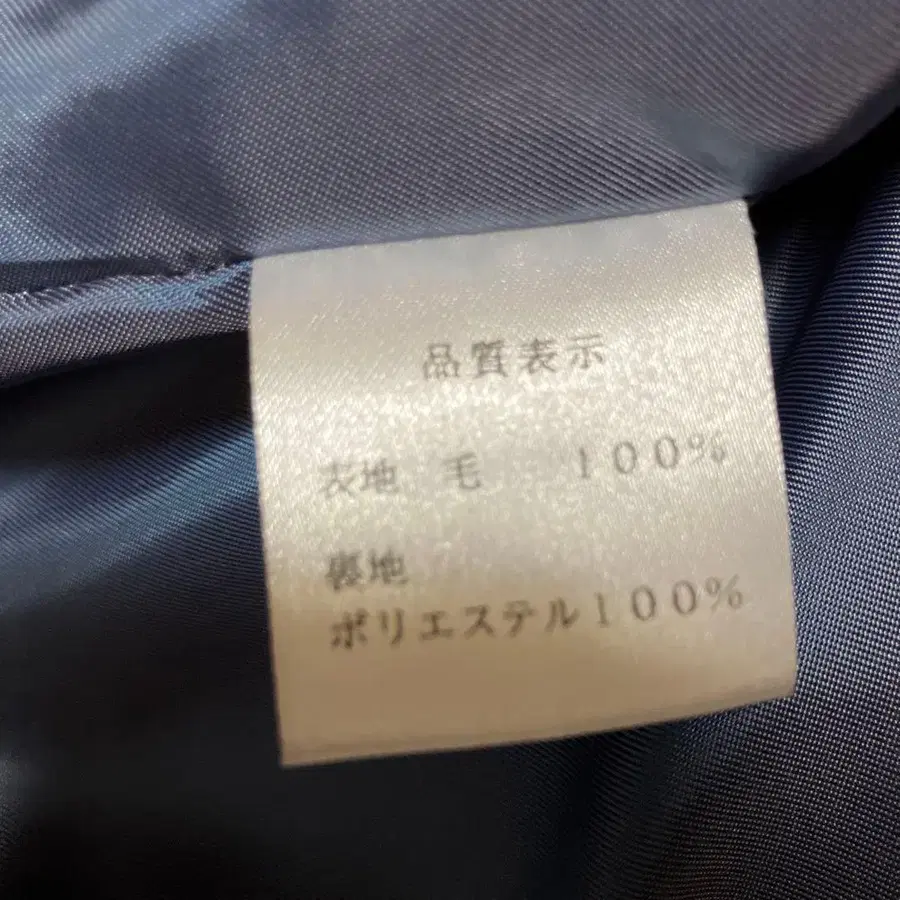 品質表示
表地 毛 100%
裏地
ポリエステル100%